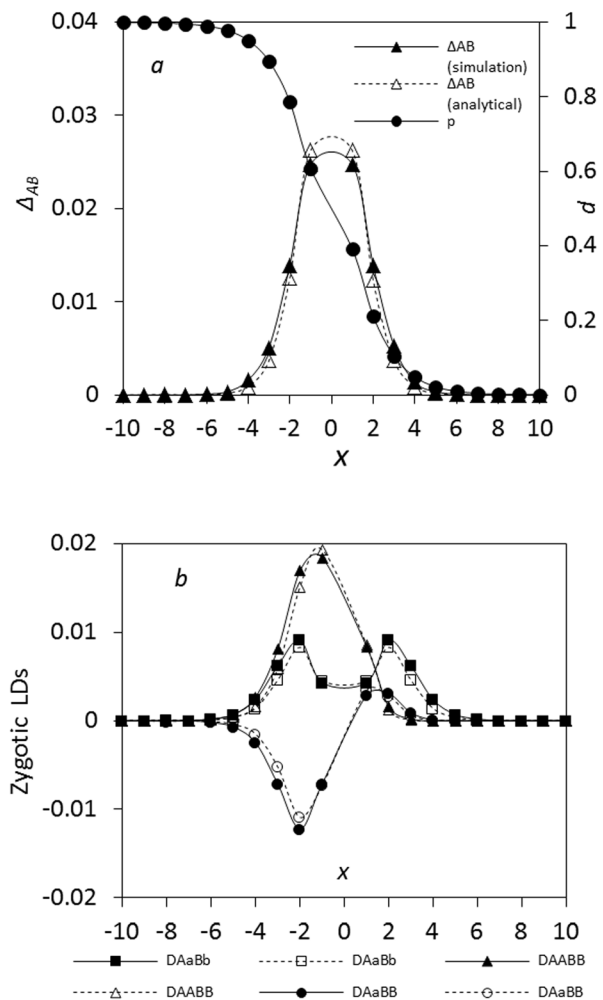 0.04
0.03
0.02
0.01
0
Δ_AB
a
ΔAB
(simulation)
ΔAB
(analytical)
p
1
0.8
0.6
0.4
0.2
0
p
-10 -8 -6 -4 -2 0 2 4 6 8 10
x
0.02
0.01
0
-0.01
-0.02
Zygotic LDs
b
x
-10 -8 -6 -4 -2 0 2 4 6 8 10
DAaBb DAaBb DAABB
DAABB DAaBB DAaBB